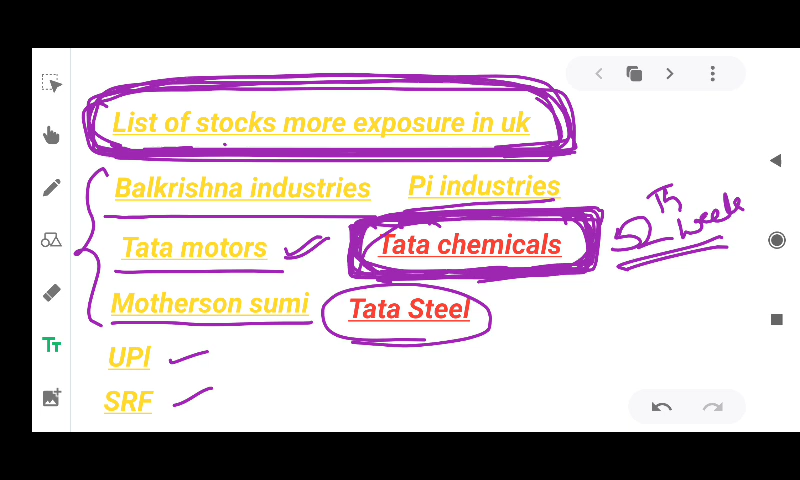 List of stocks more exposure in uk
Balkrishna industries Pi industries
Tata motors Tata chemicals 52 week
Motherson sumi Tata Steel
UPl
SRF
TT